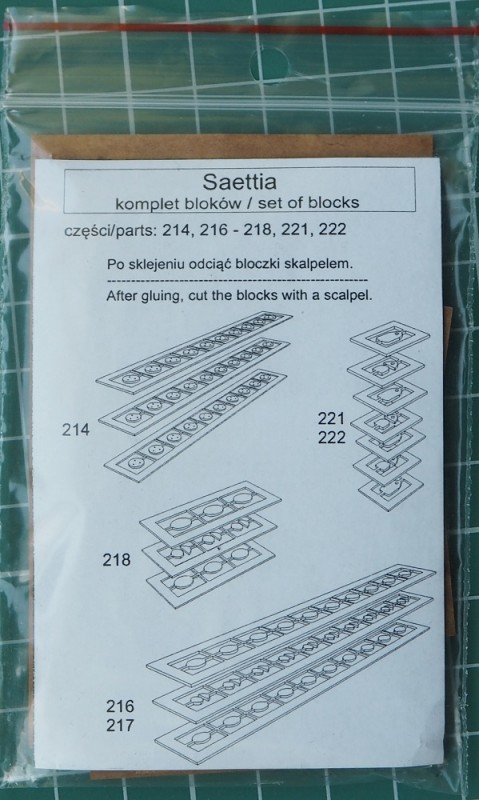 Saettia
komplet bloków / set of blocks
części/parts: 214, 216 - 218, 221, 222
Po sklejeniu odciąć bloczki skalpelem.
After gluing, cut the blocks with a scalpel.
214
221
222
218
216
217